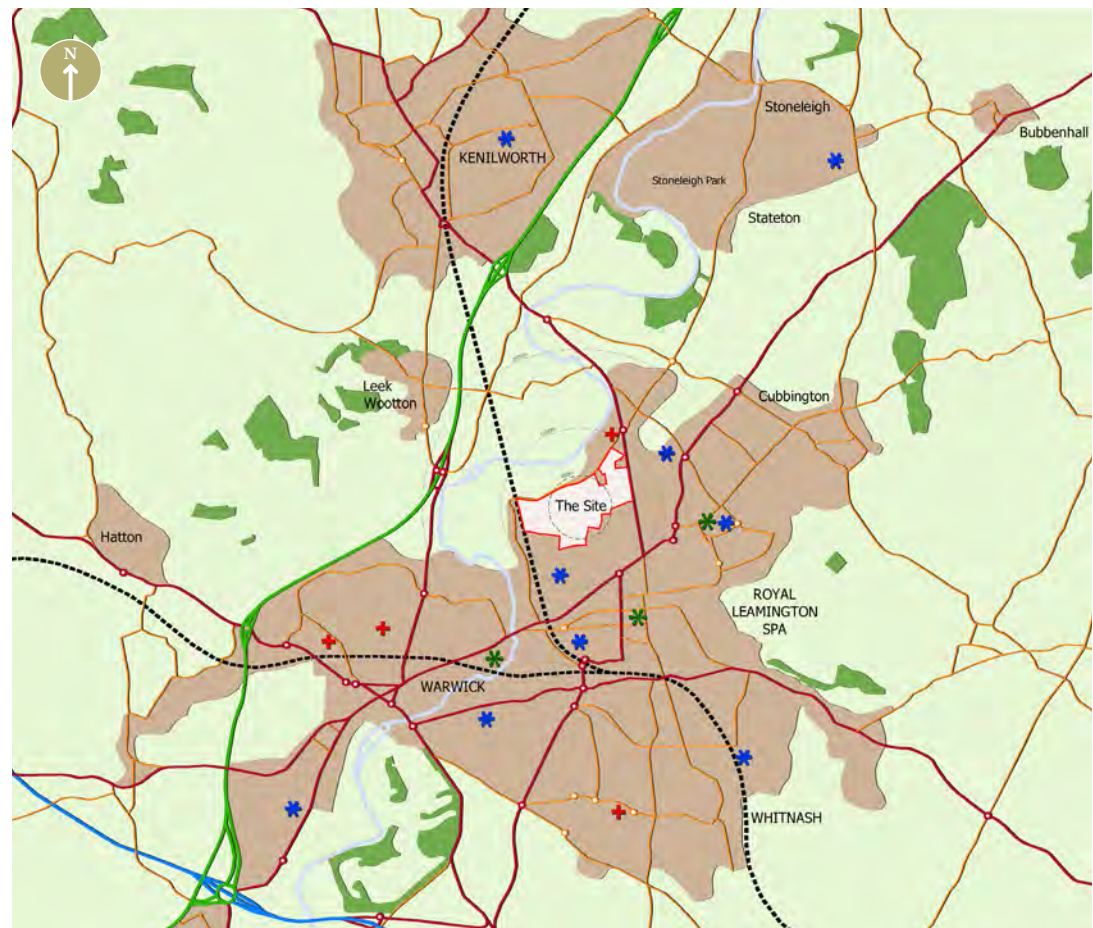 N
Stoneleigh
Bubbenhall
KENILWORTH
Stoneleigh Park
Stateton
Leek
Wootton
Cubbington
The Site
Hatton
ROYAL
LEAMINGTON
SPA
WARWICK
WHITNASH